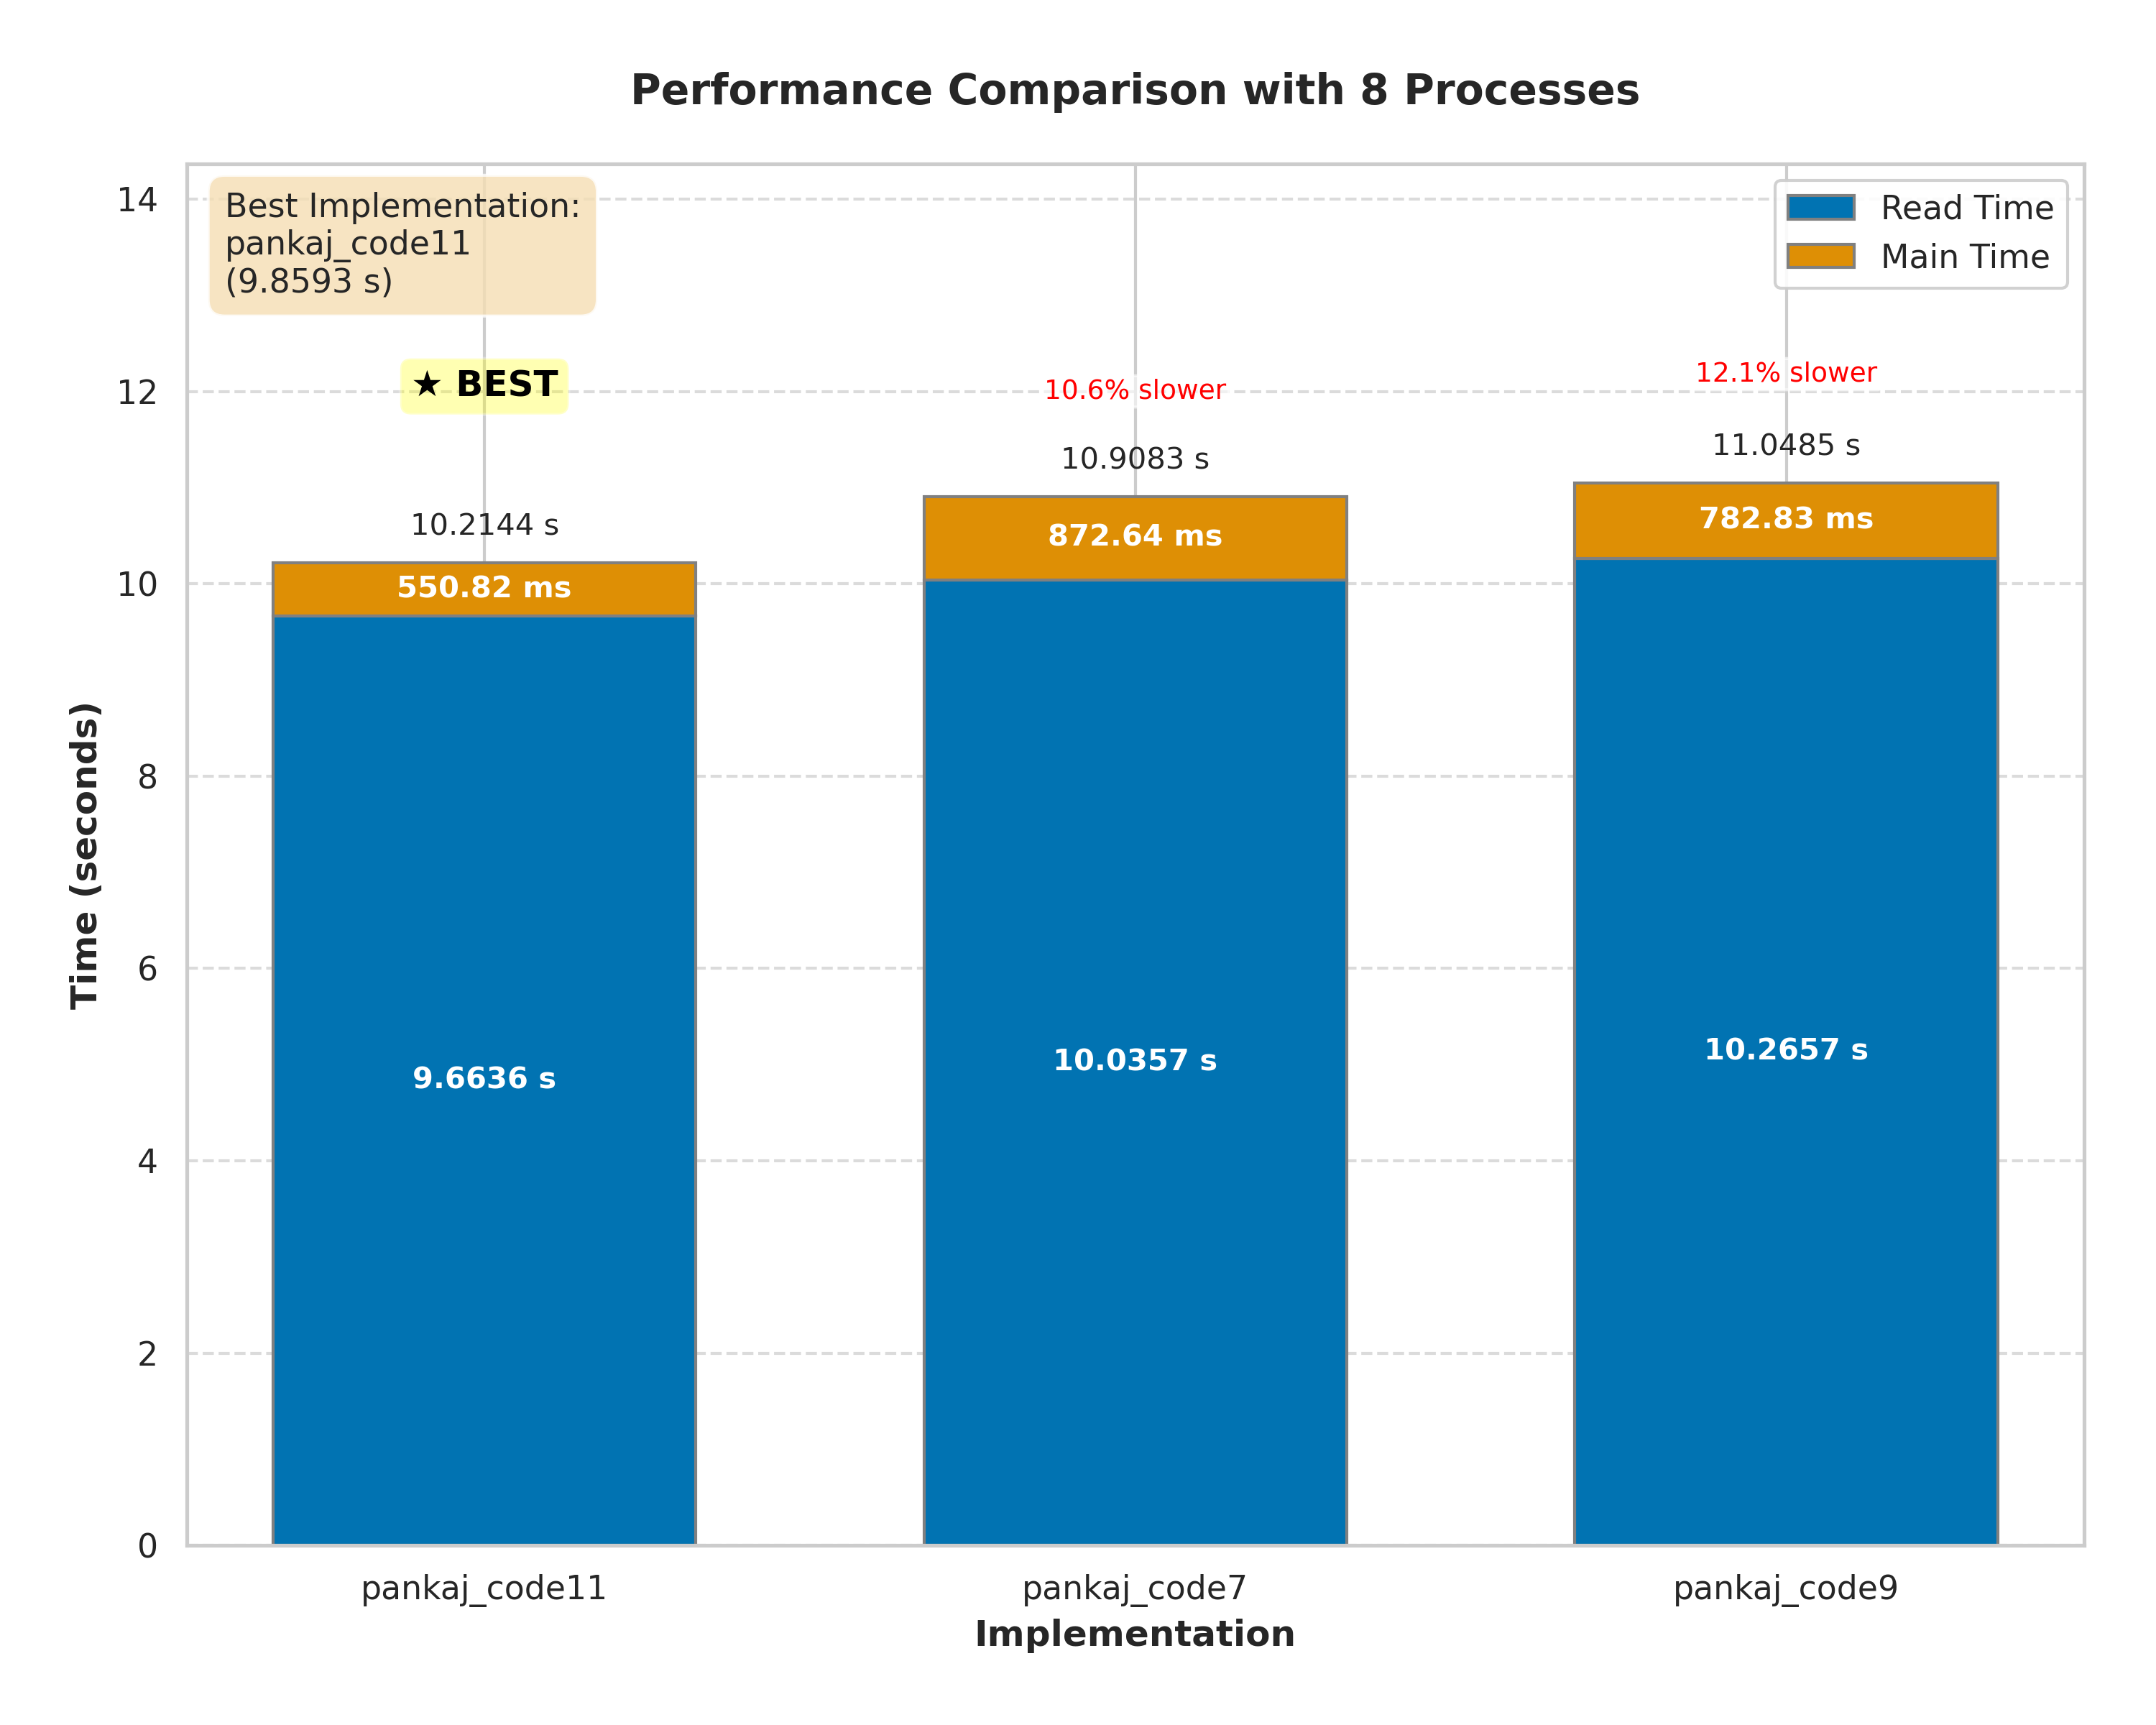 Performance Comparison with 8 Processes
Best Implementation:
pankaj_code11
(9.8593 s)
Read Time
Main Time
★ BEST
10.6% slower
12.1% slower
10.2144 s
10.9083 s
11.0485 s
550.82 ms
872.64 ms
782.83 ms
9.6636 s
10.0357 s
10.2657 s
Time (seconds)
14
12
10
8
6
4
2
0
pankaj_code11
pankaj_code7
pankaj_code9
Implementation